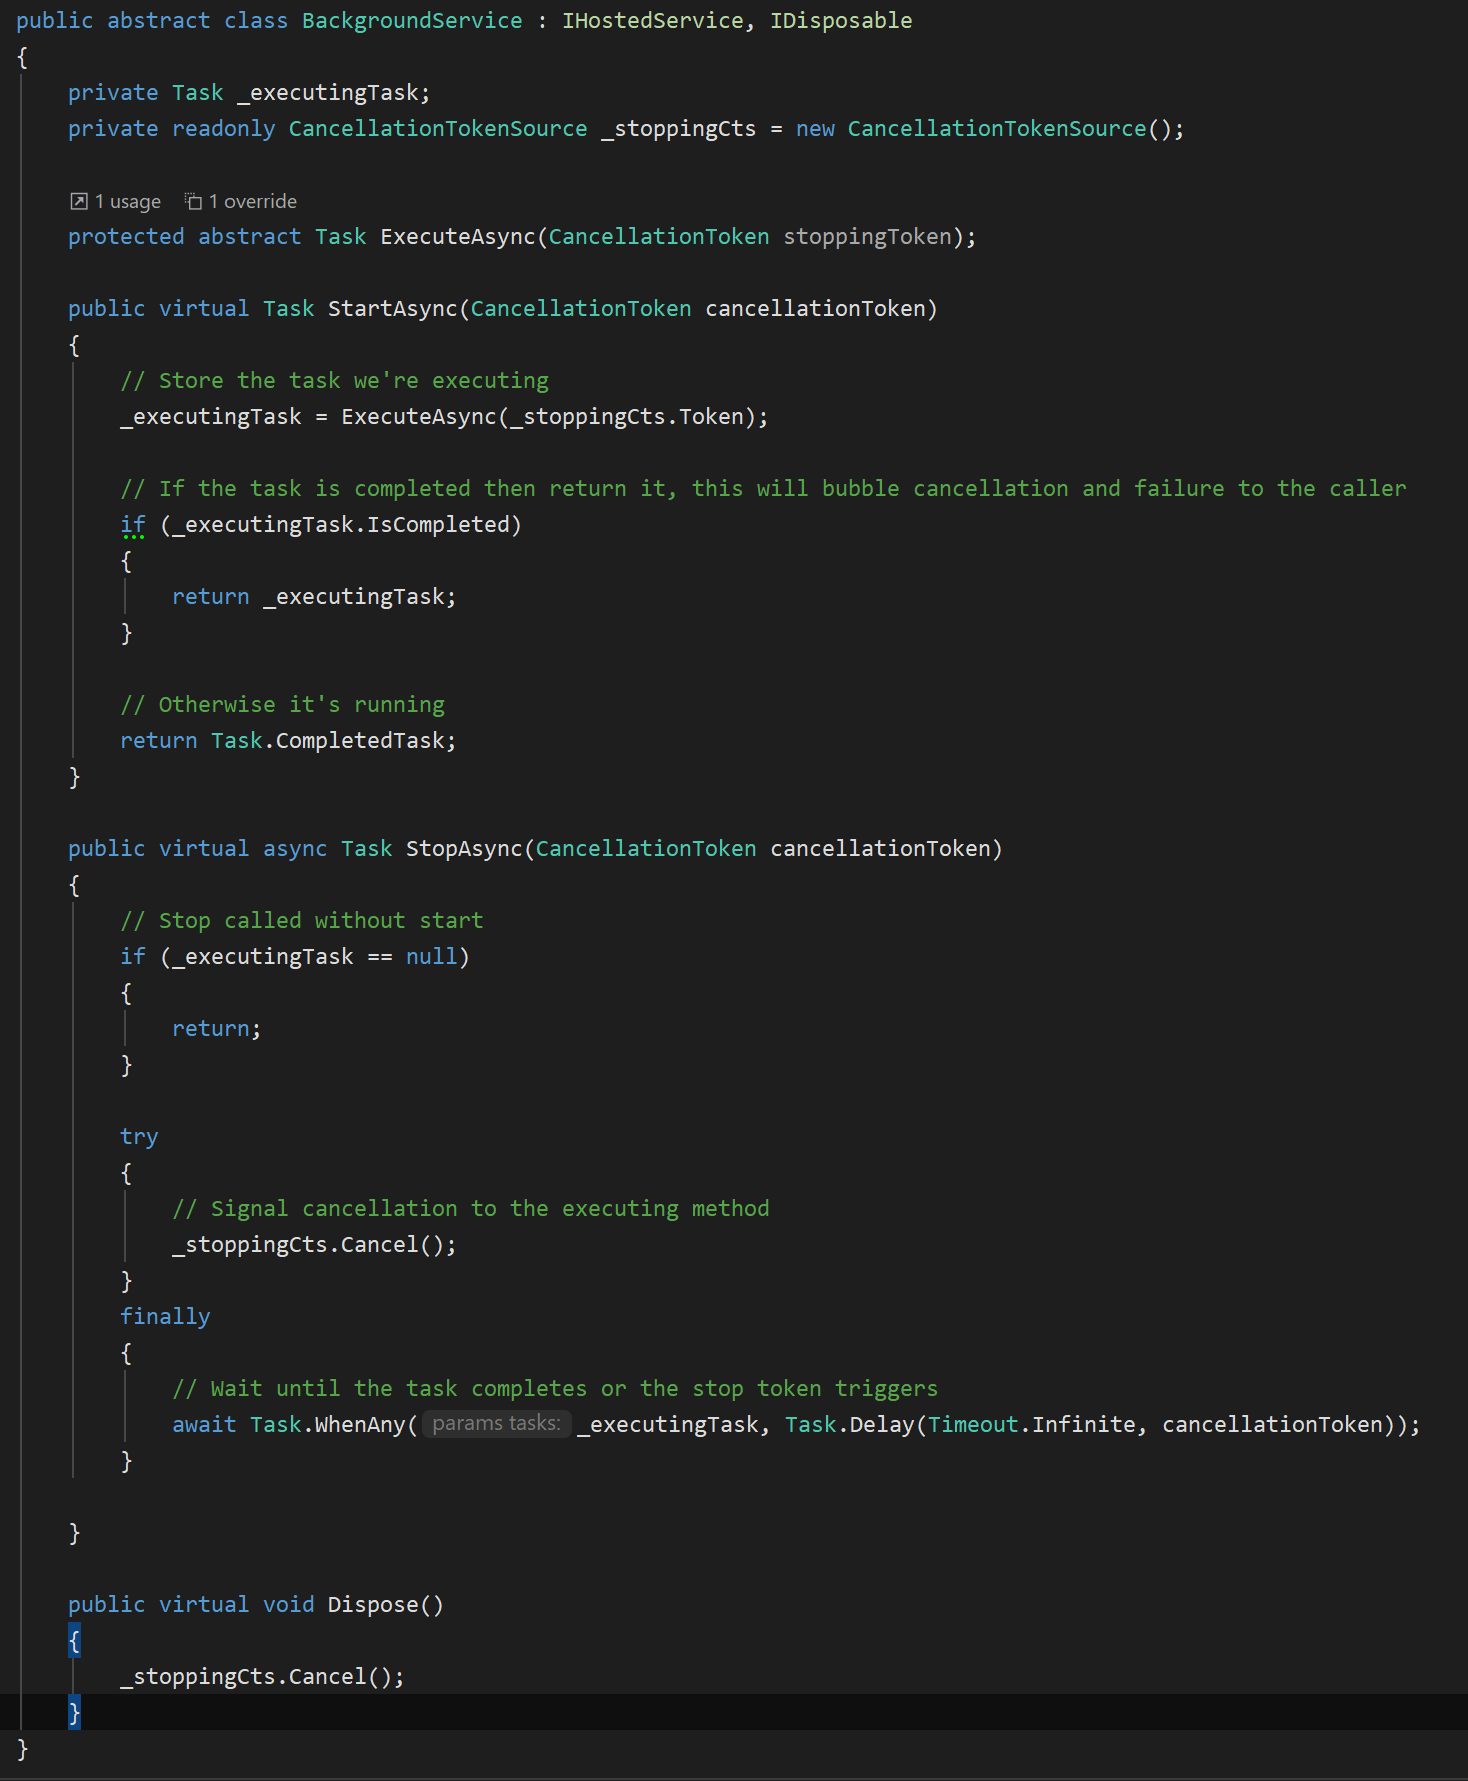 public abstract class BackgroundService : IHostedService, IDisposable
{
    private Task _executingTask;
    private readonly CancellationTokenSource _stoppingCts = new CancellationTokenSource();

    1 usage   1 override
    protected abstract Task ExecuteAsync(CancellationToken stoppingToken);

    public virtual Task StartAsync(CancellationToken cancellationToken)
    {
        // Store the task we're executing
        _executingTask = ExecuteAsync(_stoppingCts.Token);

        // If the task is completed then return it, this will bubble cancellation and failure to the caller
        if (_executingTask.IsCompleted)
        {
            return _executingTask;
        }

        // Otherwise it's running
        return Task.CompletedTask;
    }

    public virtual async Task StopAsync(CancellationToken cancellationToken)
    {
        // Stop called without start
        if (_executingTask == null)
        {
            return;
        }

        try
        {
            // Signal cancellation to the executing method
            _stoppingCts.Cancel();
        }
        finally
        {
            // Wait until the task completes or the stop token triggers
            await Task.WhenAny( params tasks: _executingTask, Task.Delay(Timeout.Infinite, cancellationToken));
        }

    }

    public virtual void Dispose()
    {
        _stoppingCts.Cancel();
    }
}